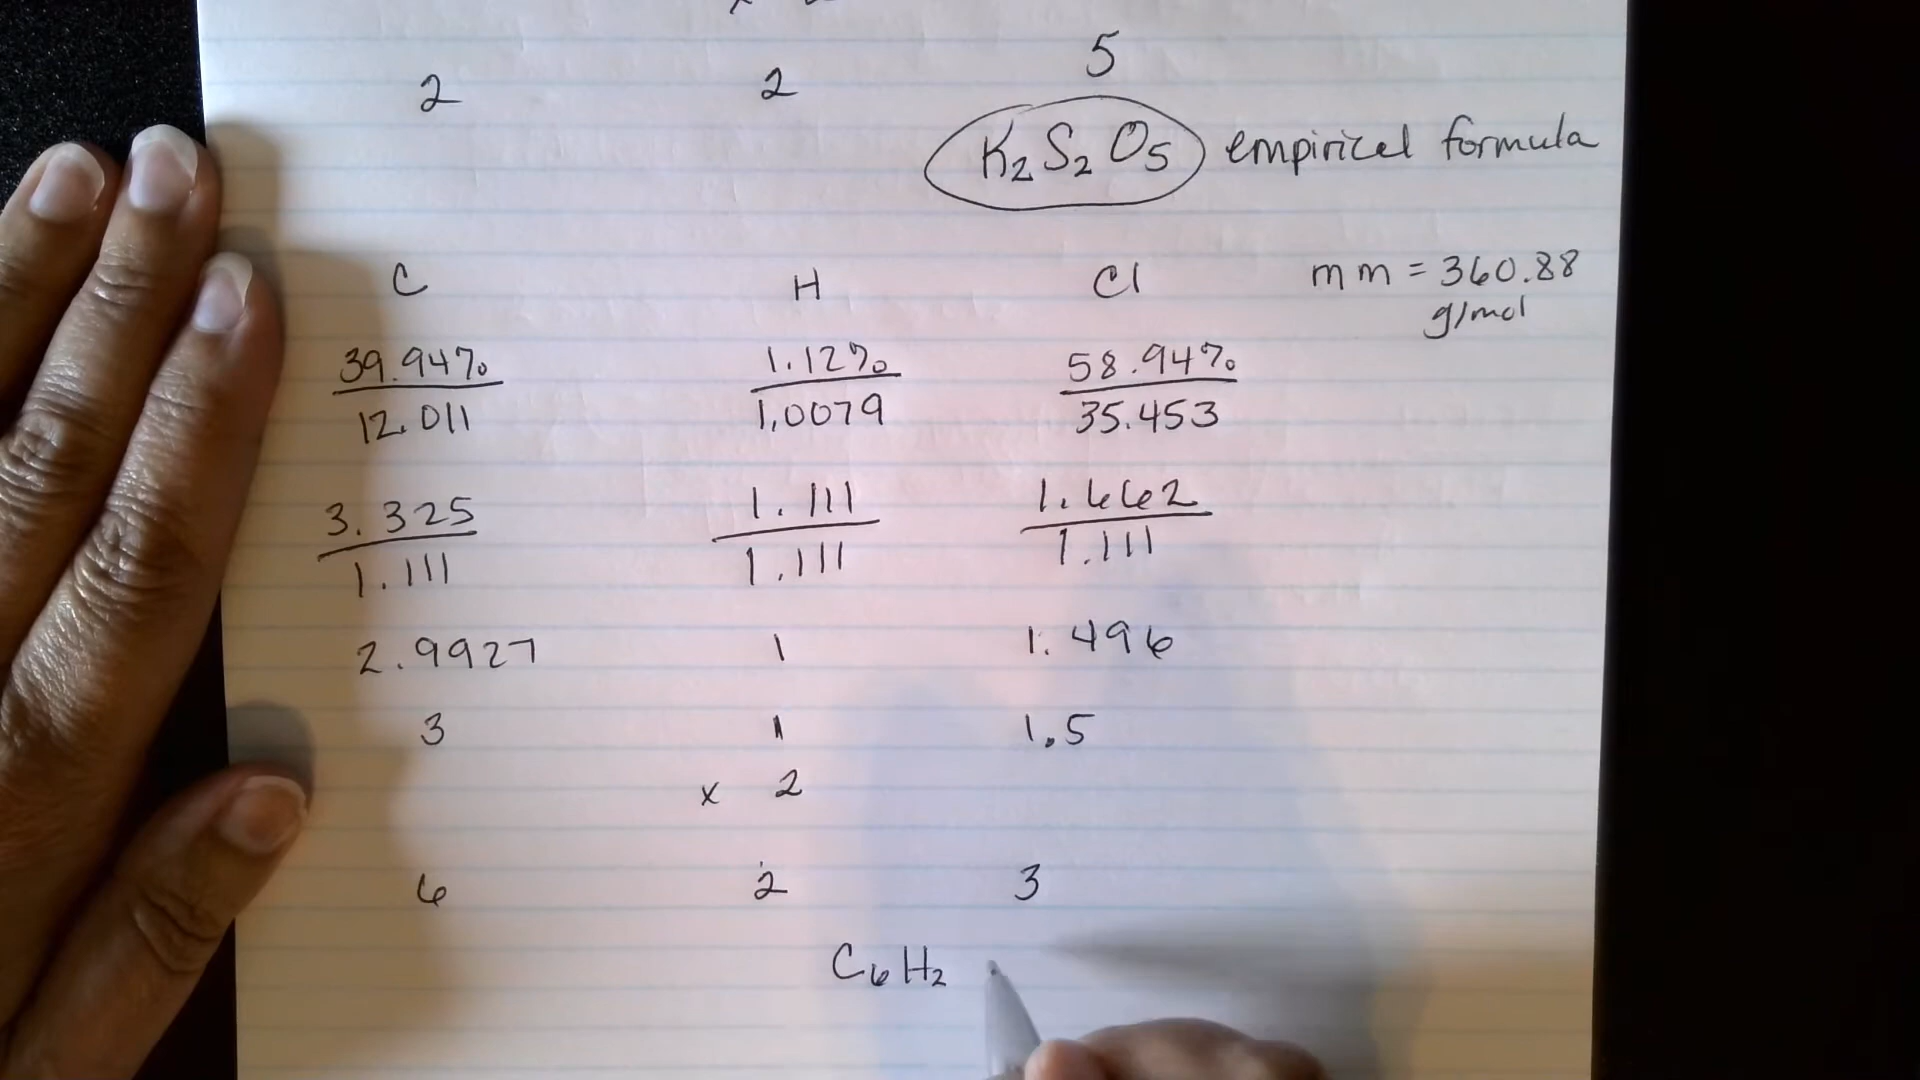 5
2 2
K₂S₂O₅ empirical formula
C H Cl mm = 360.88
g/mol
39.94% 1.12% 58.94%
12.011 1.0079 35.453
3.325 1.111 1.662
1.111 1.111 1.111
2.9927 1 1.496
3 1 1.5
x 2
6 2 3
C₆H₂